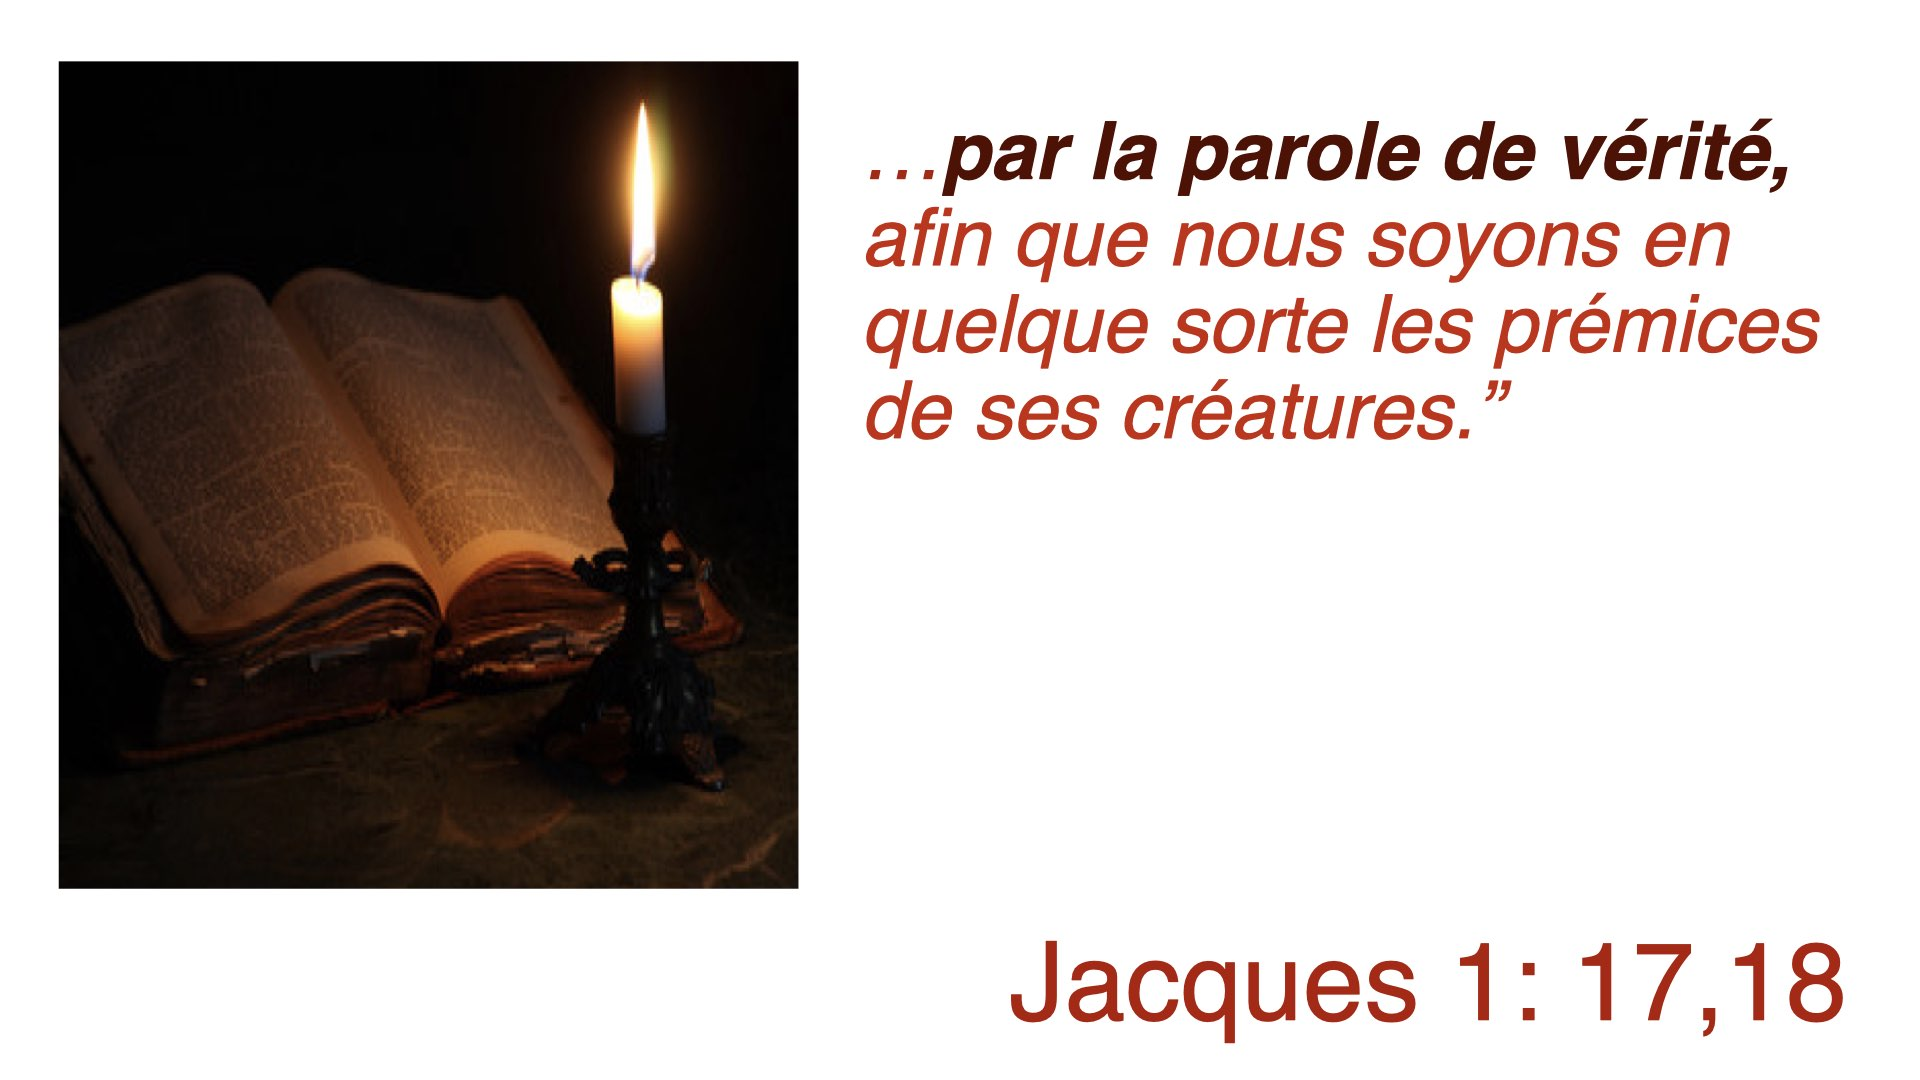 …par la parole de vérité,
afin que nous soyons en
quelque sorte les prémices
de ses créatures.”
Jacques 1: 17,18